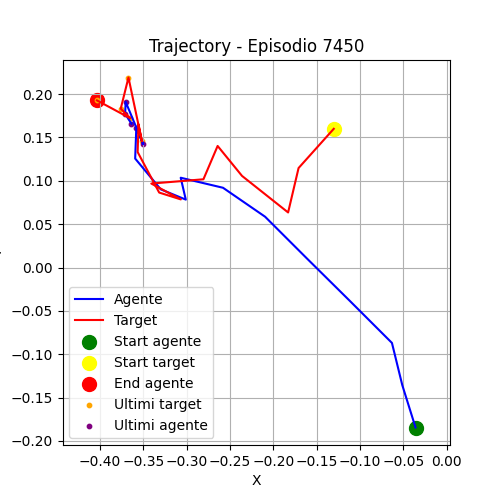 Trajectory - Episodio 7450
0.20
0.15
0.10
0.05
0.00
−0.05
−0.10
−0.15
−0.20
Agente
Target
Start agente
Start target
End agente
Ultimi target
Ultimi agente
−0.40 −0.35 −0.30 −0.25 −0.20 −0.15 −0.10 −0.05 0.00
X